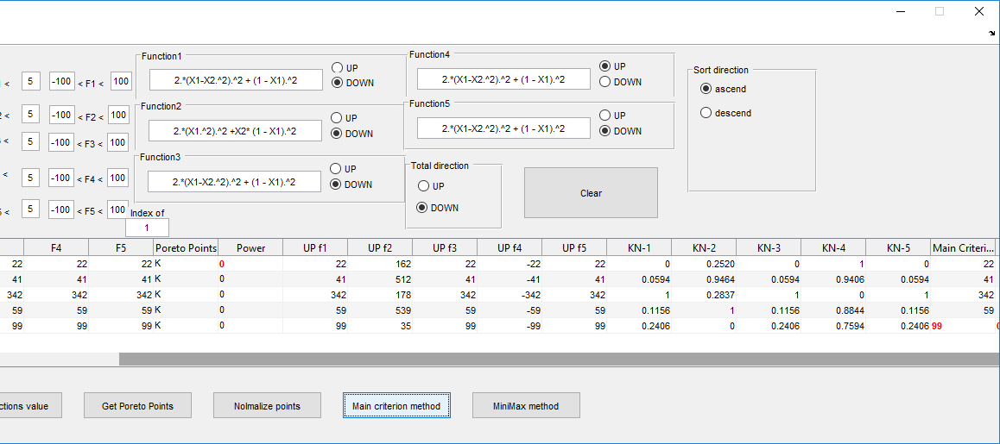 Function1
2.*(X1-X2.^2).^2 + (1 - X1).^2
UP
DOWN
Function4
2.*(X1-X2.^2).^2 + (1 - X1).^2
UP
DOWN
Sort direction
ascend
descend
< 5 -100 < F1 < 100
Function2
2.*(X1.^2).^2 +X2* (1 - X1).^2
UP
DOWN
Function5
2.*(X1-X2.^2).^2 + (1 - X1).^2
UP
DOWN
< 5 -100 < F2 < 100
< 5 -100 < F3 < 100
Function3
2.*(X1-X2.^2).^2 + (1 - X1).^2
UP
DOWN
Total direction
UP
DOWN
Clear
< 5 -100 < F4 < 100
< 5 -100 < F5 < 100
Index of
1
F4 F5 Poreto Points Power UP f1 UP f2 UP f3 UP f4 UP f5 KN-1 KN-2 KN-3 KN-4 KN-5 Main Criteri...
22 22 22 K 0 22 162 22 -22 22 0 0.2520 0 1 0 22
41 41 41 K 0 41 512 41 -41 41 0.0594 0.9464 0.0594 0.9406 0.0594 41
342 342 342 K 0 342 178 342 -342 342 1 0.2837 1 0 1 342
59 59 59 K 0 59 539 59 -59 59 0.1156 1 0.1156 0.8844 0.1156 59
99 99 99 K 0 99 35 99 -99 99 0.2406 0 0.2406 0.7594 0.2406 99
ctions value
Get Poreto Points
Nolmalize points
Main criterion method
MiniMax method